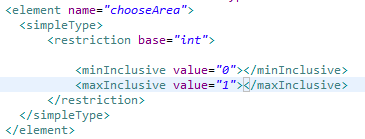 <element name="chooseArea">
<simpleType>
<restriction base="int">
<minInclusive value="0"></minInclusive>
<maxInclusive value="1"></maxInclusive>
</restriction>
</simpleType>
</element>